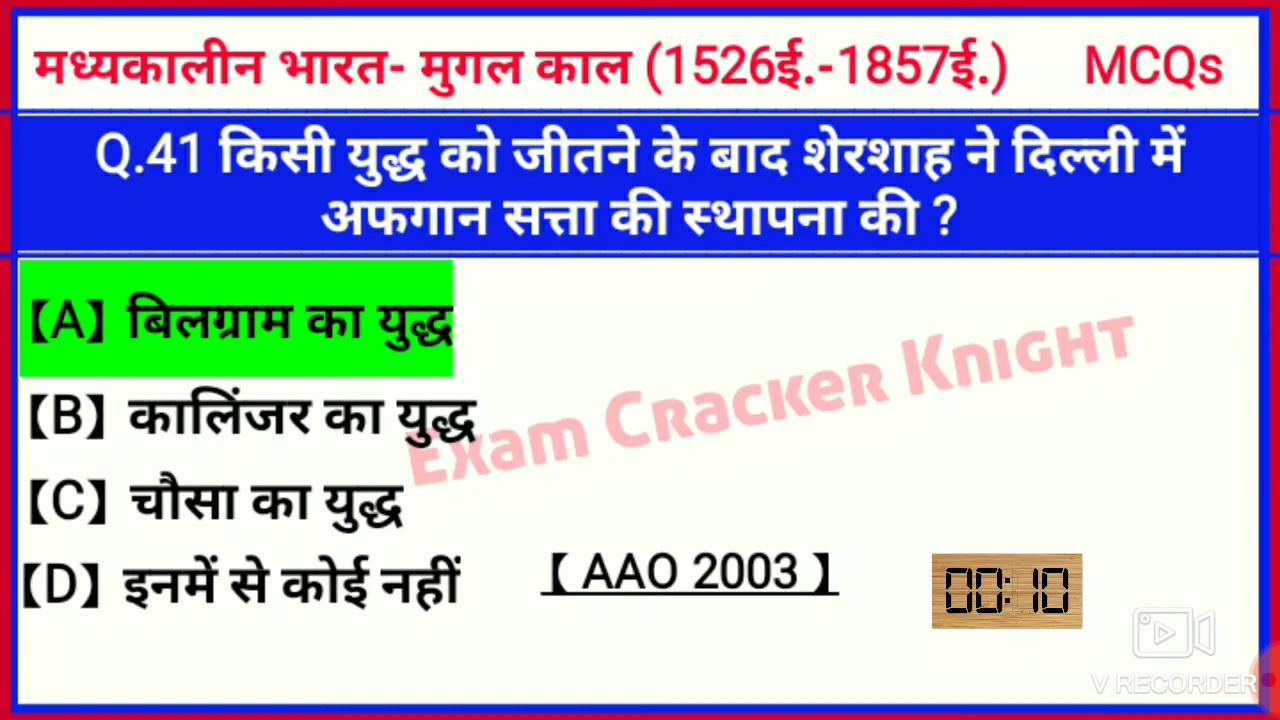 मध्यकालीन भारत- मुगल काल (1526ई.-1857ई.) MCQs
Q.41 किसी युद्ध को जीतने के बाद शेरशाह ने दिल्ली में
अफगान सत्ता की स्थापना की ?
【A】 बिलग्राम का युद्ध
【B】 कालिंजर का युद्ध
Exam Cracker Knight
【C】 चौसा का युद्ध
【D】 इनमें से कोई नहीं 【 AAO 2003 】
00:10
V RECORDER